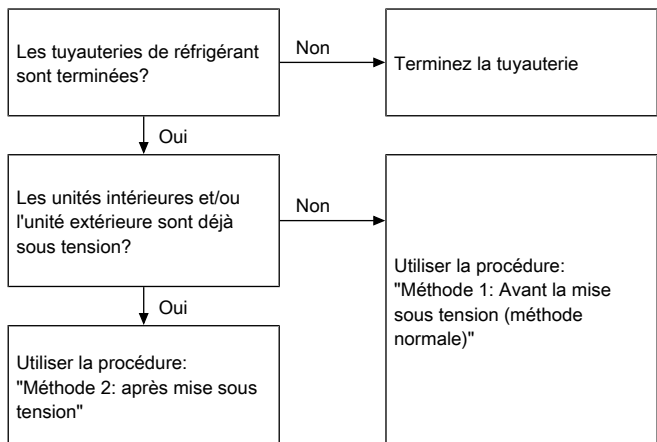 Les tuyauteries de réfrigérant
sont terminées?
Non
Terminez la tuyauterie
Oui
Les unités intérieures et/ou
l'unité extérieure sont déjà
sous tension?
Non
Utiliser la procédure:
"Méthode 1: Avant la mise
sous tension (méthode
normale)"
Oui
Utiliser la procédure:
"Méthode 2: après mise sous
tension"